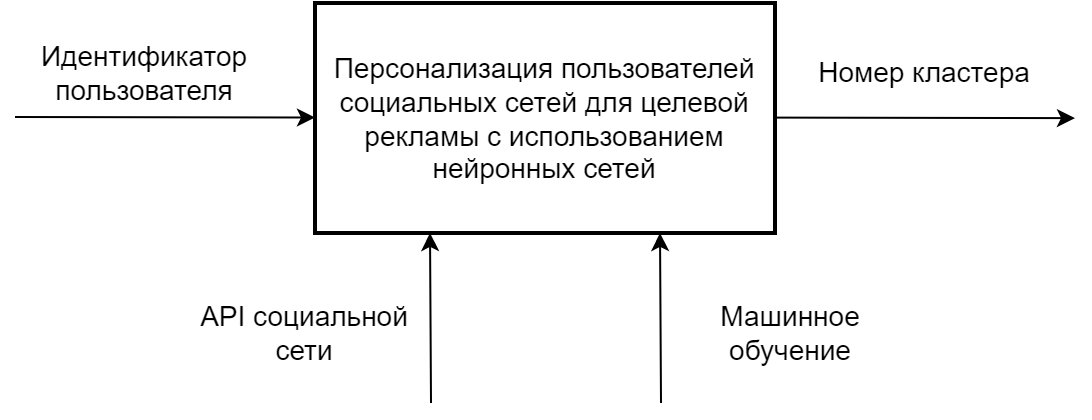 Идентификатор
пользователя
Персонализация пользователей
социальных сетей для целевой
рекламы с использованием
нейронных сетей
Номер кластера
API социальной
сети
Машинное
обучение